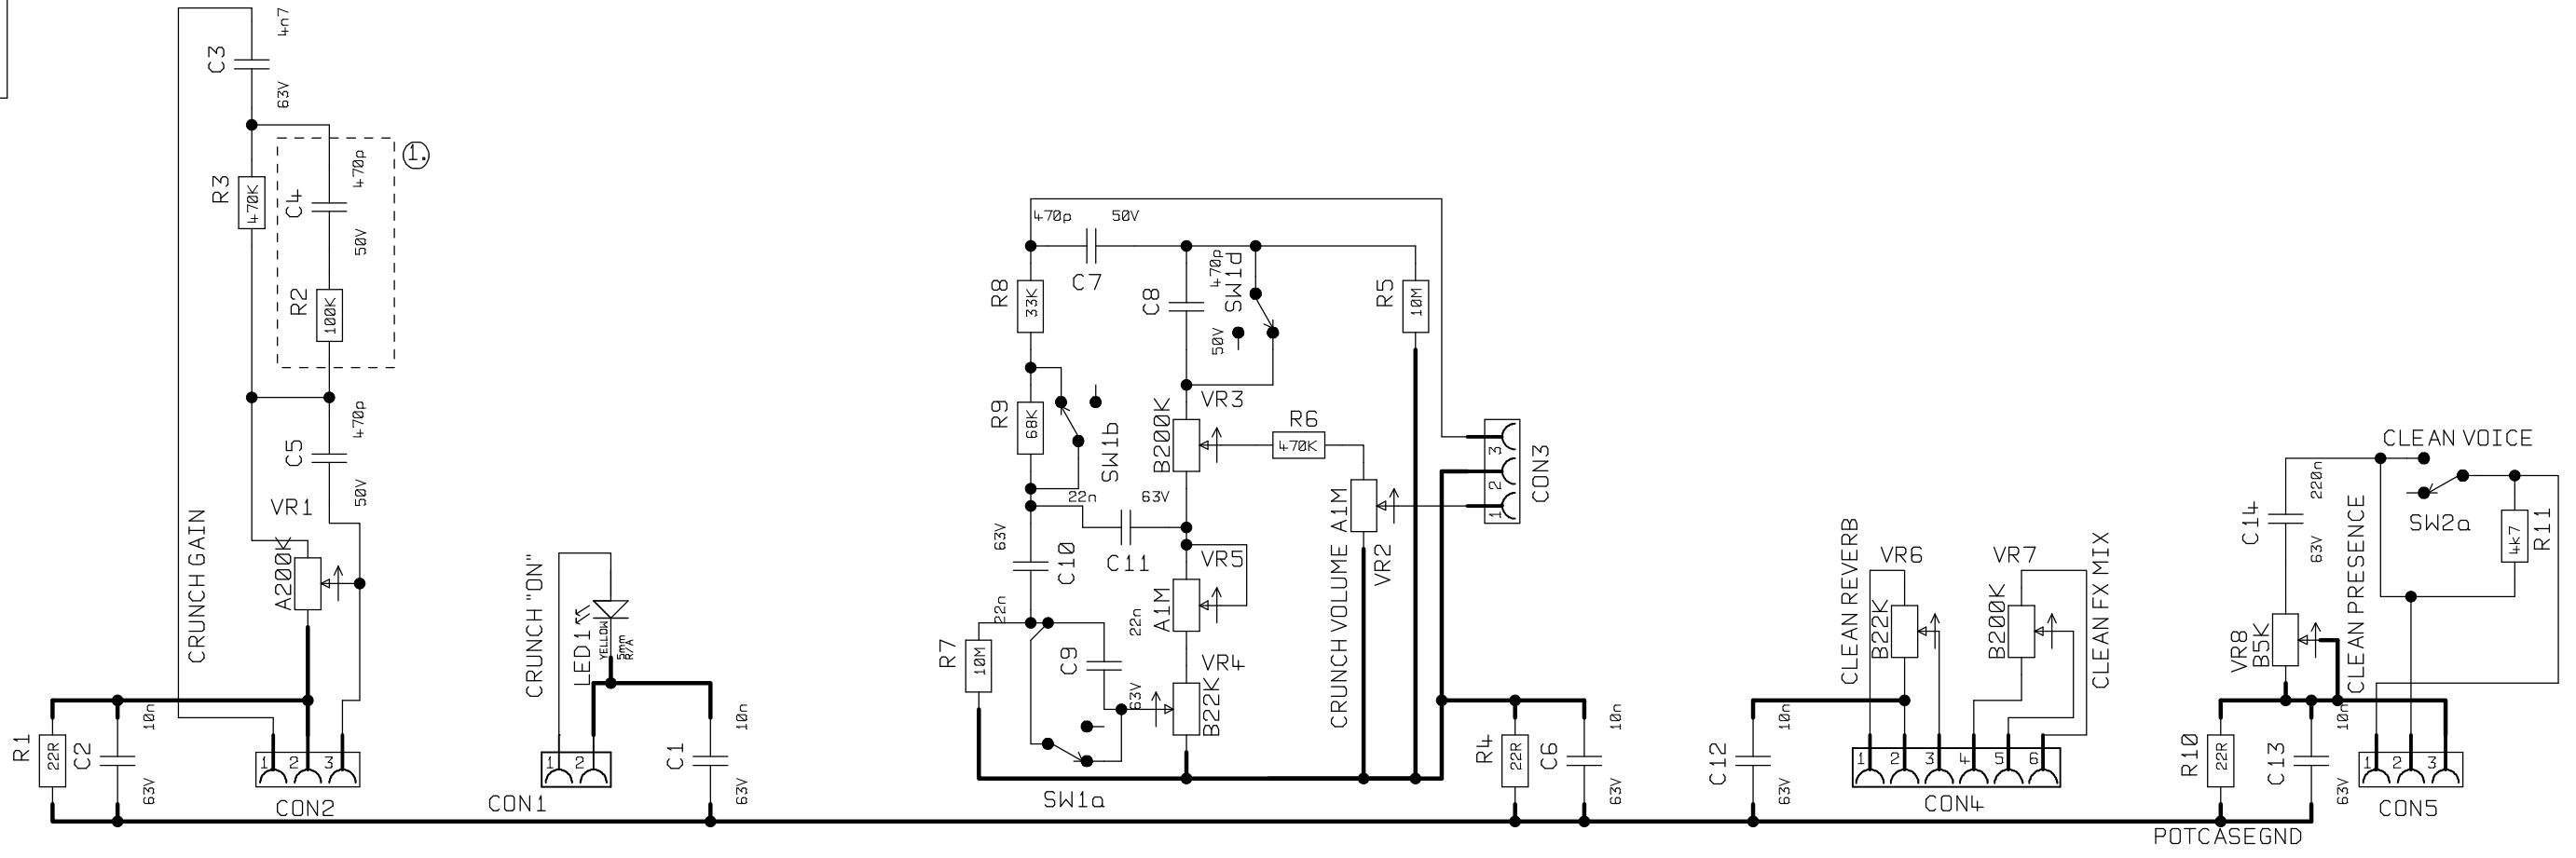 C3
4n7
63V
R3
470K
C4
470p
50V
1.
R2
100K
C5
470p
50V
VR1
A200K
CRUNCH GAIN
R1
22R
C2
10n
63V
1 2 3
CON2
CRUNCH "ON"
LED1
YELLOW
5mm
R/A
1 2
CON1
C1
10n
63V
470p
50V
C7
R8
33K
R9
68K
SW1b
C8
470p
50V
SW1d
R5
10M
VR3
B200K
R6
470K
22n
63V
C11
C10
63V
22n
VR5
A1M
R7
10M
C9
22n
63V
VR4
B22K
SW1a
CRUNCH VOLUME
A1M
VR2
3
2
1
CON3
R4
22R
C6
10n
63V
C12
10n
63V
CLEAN REVERB
VR6
B22K
VR7
B200K
CLEAN FX MIX
1 2 3 4 5 6
CON4
CLEAN VOICE
SW2a
R11
4k7
C14
220n
63V
CLEAN PRESENCE
VR8
B5K
R10
22R
C13
10n
63V
1 2 3
CON5
POTCASEGND